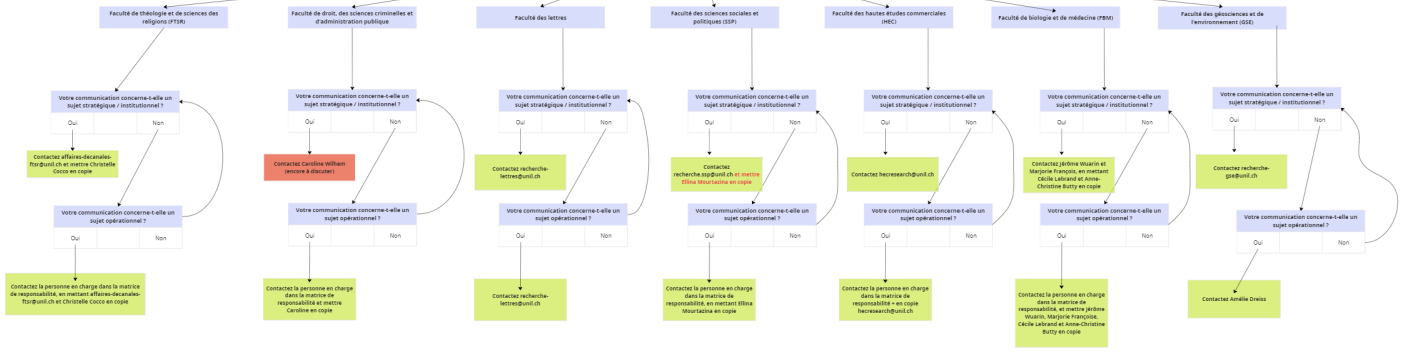 Faculté de théologie et de sciences des
religions (FTSR)
Votre communication concerne-t-elle un
sujet stratégique / institutionnel ?
Oui
Non
Contactez affaires-decanales-
ftsr@unil.ch et mettre Christelle
Cocco en copie
Votre communication concerne-t-elle un
sujet opérationnel ?
Oui
Non
Contactez la personne en charge dans la matrice
de responsabilité, en mettant affaires-decanales-
ftsr@unil.ch et Christelle Cocco en copie
Faculté de droit, des sciences criminelles et
d'administration publique
Votre communication concerne-t-elle un
sujet stratégique / institutionnel ?
Oui
Non
Contactez Caroline Wilhem
(encore à discuter)
Votre communication concerne-t-elle un
sujet opérationnel ?
Oui
Non
Contactez la personne en charge
dans la matrice de
responsabilité et mettre
Caroline en copie
Faculté des lettres
Votre communication concerne-t-elle un
sujet stratégique / institutionnel ?
Oui
Non
Contactez recherche-
lettres@unil.ch
Votre communication concerne-t-elle un
sujet opérationnel ?
Oui
Non
Contactez recherche-
lettres@unil.ch
Faculté des sciences sociales et
politiques (SSP)
Votre communication concerne-t-elle un
sujet stratégique / institutionnel ?
Oui
Non
Contactez
recherche.ssp@unil.ch et mettre
Ellina Mourtazina en copie
Votre communication concerne-t-elle un
sujet opérationnel ?
Oui
Non
Contactez la personne en charge
dans la matrice de
responsabilité, en mettant Ellina
Mourtazina en copie
Faculté des hautes études commerciales
(HEC)
Votre communication concerne-t-elle un
sujet stratégique / institutionnel ?
Oui
Non
Contactez hecresearch@unil.ch
Votre communication concerne-t-elle un
sujet opérationnel ?
Oui
Non
Contactez la personne en charge
dans la matrice de
responsabilité + en copie
hecresearch@unil.ch
Faculté de biologie et de médecine (FBM)
Votre communication concerne-t-elle un
sujet stratégique / institutionnel ?
Oui
Non
Contactez Jérôme Wuarin et
Marjorie François, en mettant
Cécile Lebrand et Anne-
Christine Butty en copie
Votre communication concerne-t-elle un
sujet opérationnel ?
Oui
Non
Contactez la personne en charge
dans la matrice de
responsabilité, et mettre Jérôme
Wuarin, Marjorie Françoise,
Cécile Lebrand et Anne-Christine
Butty en copie
Faculté des géosciences et de
l'environnement (GSE)
Votre communication concerne-t-elle un
sujet stratégique / institutionnel ?
Oui
Non
Contactez recherche-
gse@unil.ch
Votre communication concerne-t-elle un
sujet opérationnel ?
Oui
Non
Contactez Amélie Dreiss